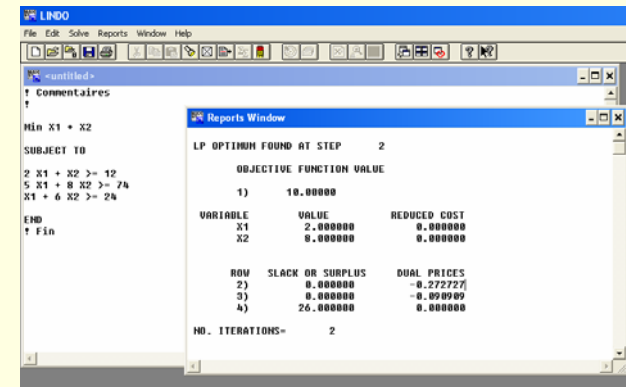 LINDO
File Edit Solve Reports Window Help
<untitled>
! Commentaires
!
Min X1 + X2
SUBJECT TO
2 X1 + X2 >= 12
5 X1 + 8 X2 >= 74
X1 + 6 X2 >= 24
END
! Fin
Reports Window
LP OPTIMUM FOUND AT STEP 2
OBJECTIVE FUNCTION VALUE
1) 10.00000
VARIABLE VALUE REDUCED COST
X1 2.000000 0.000000
X2 8.000000 0.000000
ROW SLACK OR SURPLUS DUAL PRICES
2) 0.000000 -0.272727
3) 0.000000 -0.090909
4) 26.000000 0.000000
NO. ITERATIONS= 2